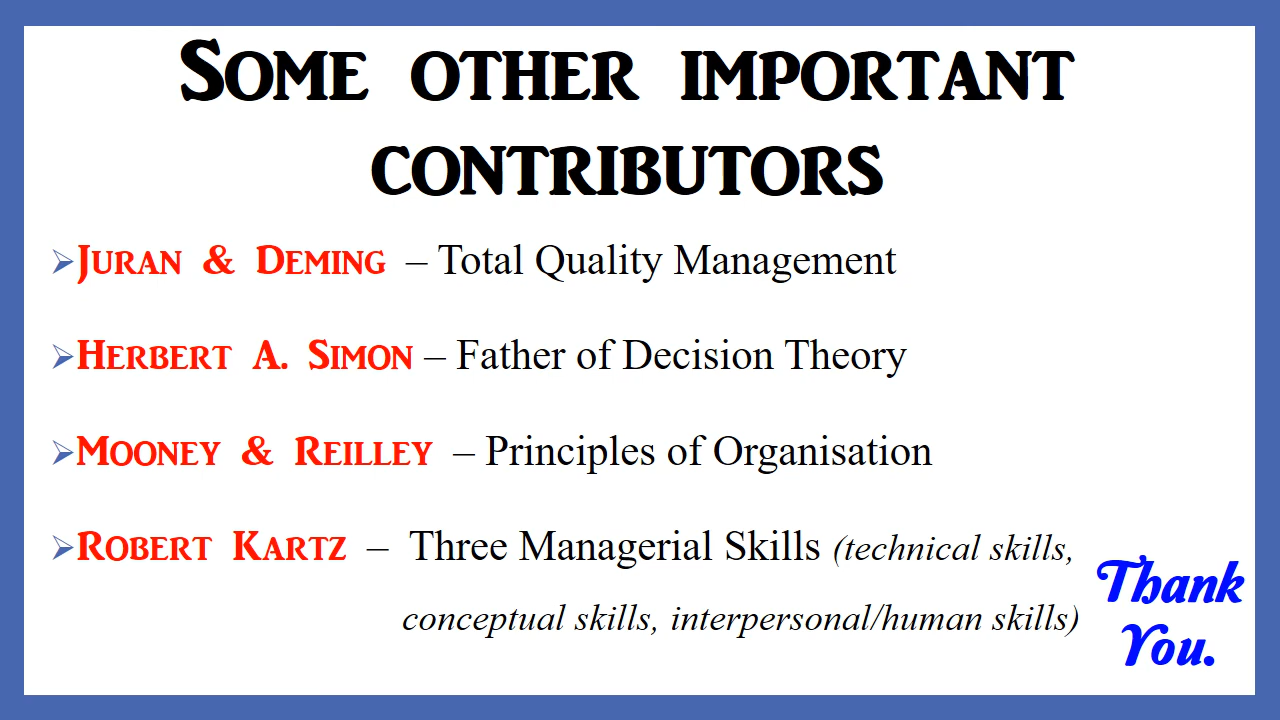 Some other important
contributors
➢Juran & Deming – Total Quality Management
➢Herbert A. Simon – Father of Decision Theory
➢Mooney & Reilley – Principles of Organisation
➢Robert Kartz – Three Managerial Skills (technical skills,
conceptual skills, interpersonal/human skills)
Thank
You.